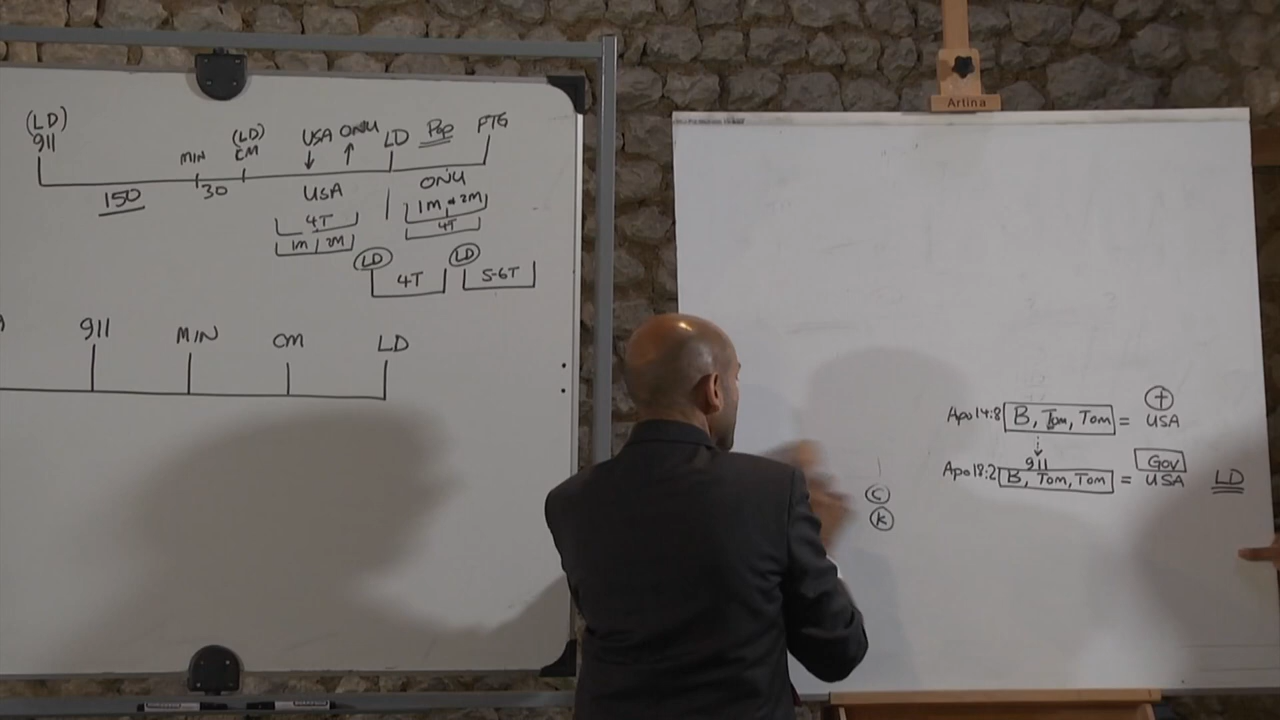 (LD)
911
MIN
(LD)
CM
USA ONU
LD
Pop
FTG
150
30
USA
4T
1M / 2M
ONU
1M & 2M
4T
LD
4T
LD
5-6T
911
MIN
CM
LD
Artina
Apo 14:8 B, Tom, Tom = USA
911
Gov
Apo 18:2 B, Tom, Tom = USA
LD
C
K